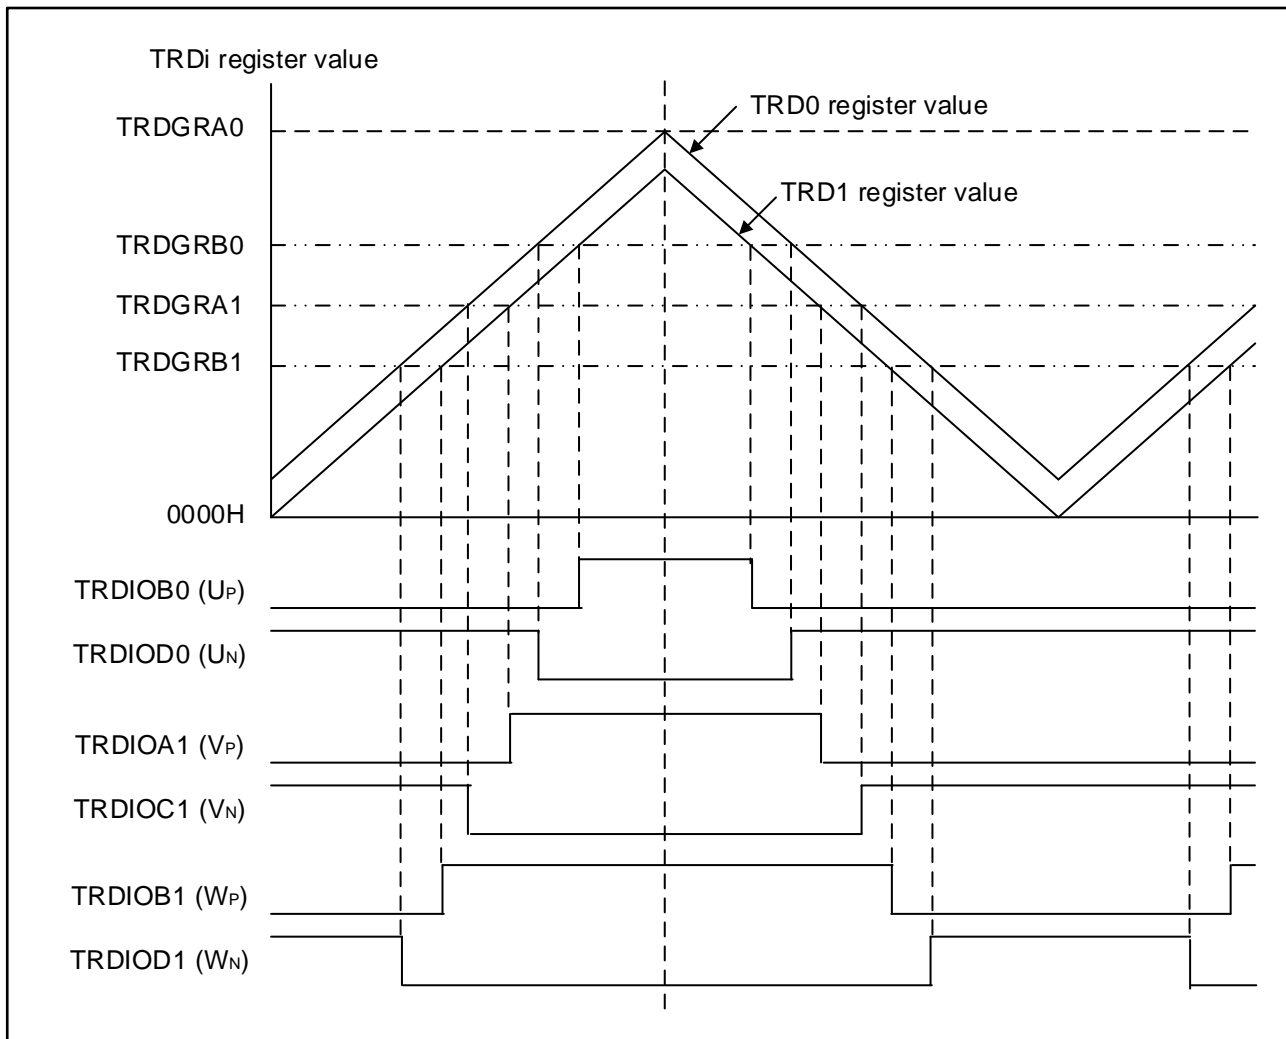 TRDi register value
TRDGRA0
TRD0 register value
TRD1 register value
TRDGRB0
TRDGRA1
TRDGRB1
0000H
TRDIOB0 (UP)
TRDIOD0 (UN)
TRDIOA1 (VP)
TRDIOC1 (VN)
TRDIOB1 (WP)
TRDIOD1 (WN)